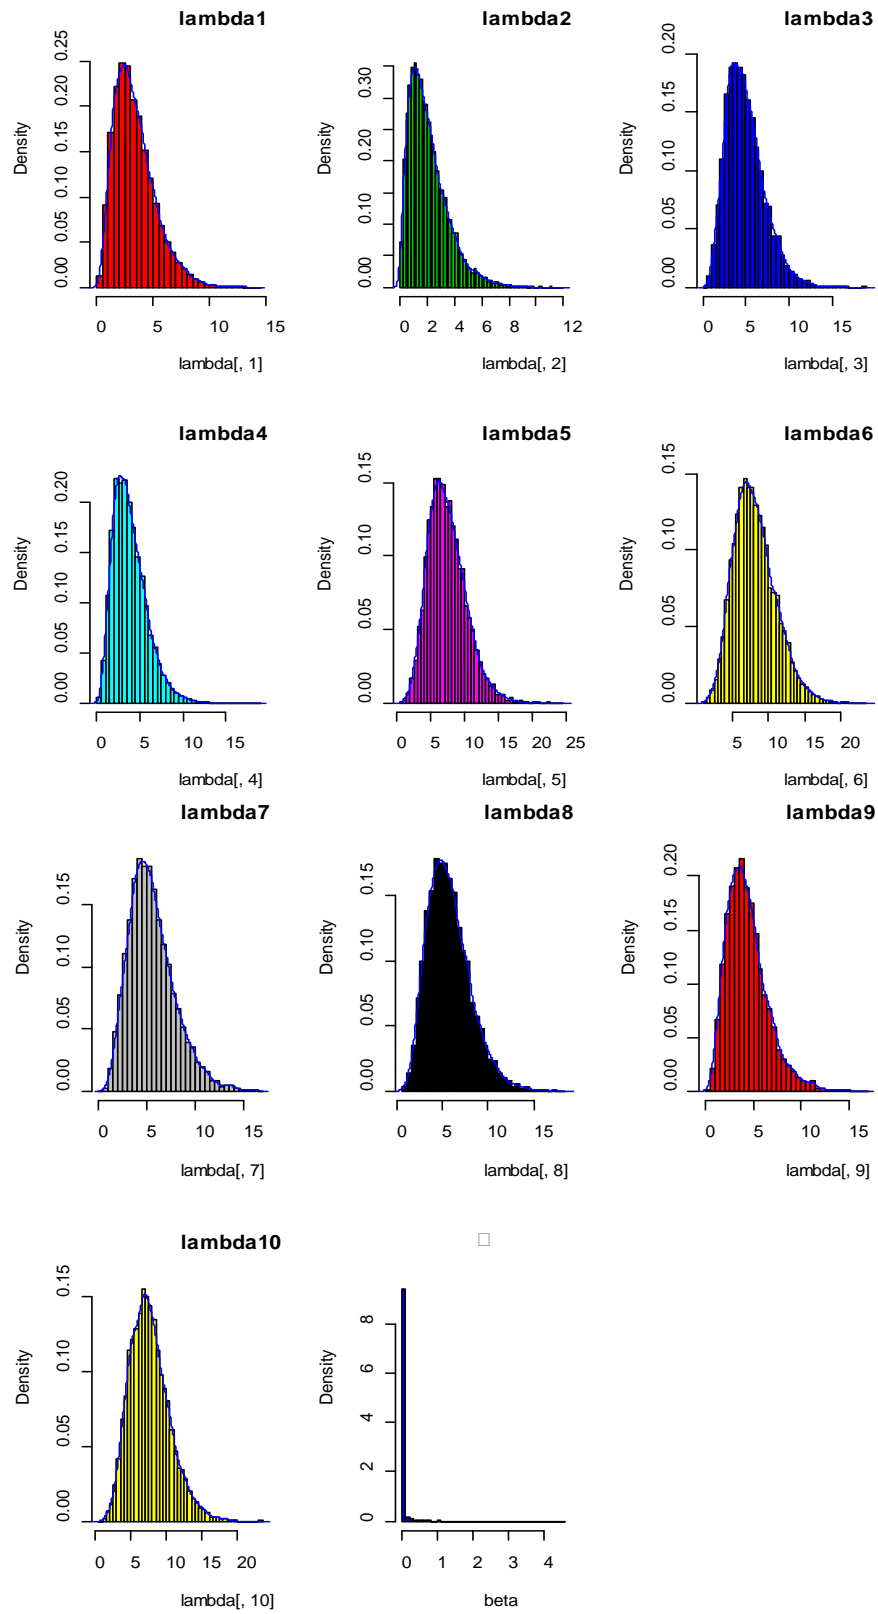 lambda1
Density
0.00 0.05 0.10 0.15 0.20 0.25
0 5 10 15
lambda[, 1]
lambda2
Density
0.00 0.10 0.20 0.30
0 2 4 6 8 10 12
lambda[, 2]
lambda3
Density
0.00 0.05 0.10 0.15 0.20
0 5 10 15
lambda[, 3]
lambda4
Density
0.00 0.05 0.10 0.15 0.20
0 5 10 15
lambda[, 4]
lambda5
Density
0.00 0.05 0.10 0.15
0 5 10 15 20 25
lambda[, 5]
lambda6
Density
0.00 0.05 0.10 0.15
5 10 15 20
lambda[, 6]
lambda7
Density
0.00 0.05 0.10 0.15
0 5 10 15
lambda[, 7]
lambda8
Density
0.00 0.05 0.10 0.15
0 5 10 15
lambda[, 8]
lambda9
Density
0.00 0.05 0.10 0.15 0.20
0 5 10 15
lambda[, 9]
lambda10
Density
0.00 0.05 0.10 0.15
0 5 10 15 20
lambda[, 10]
Density
0 2 4 6 8
0 1 2 3 4
beta